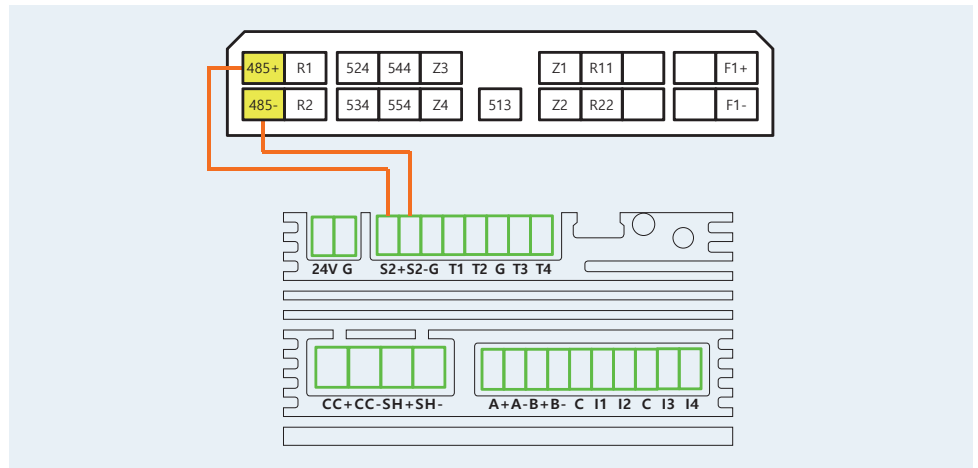 485+ R1 524 544 Z3 Z1 R11 F1+
485- R2 534 554 Z4 513 Z2 R22 F1-
24V G S2+S2-G T1 T2 G T3 T4
CC+CC-SH+SH- A+A-B+B- C I1 I2 C I3 I4